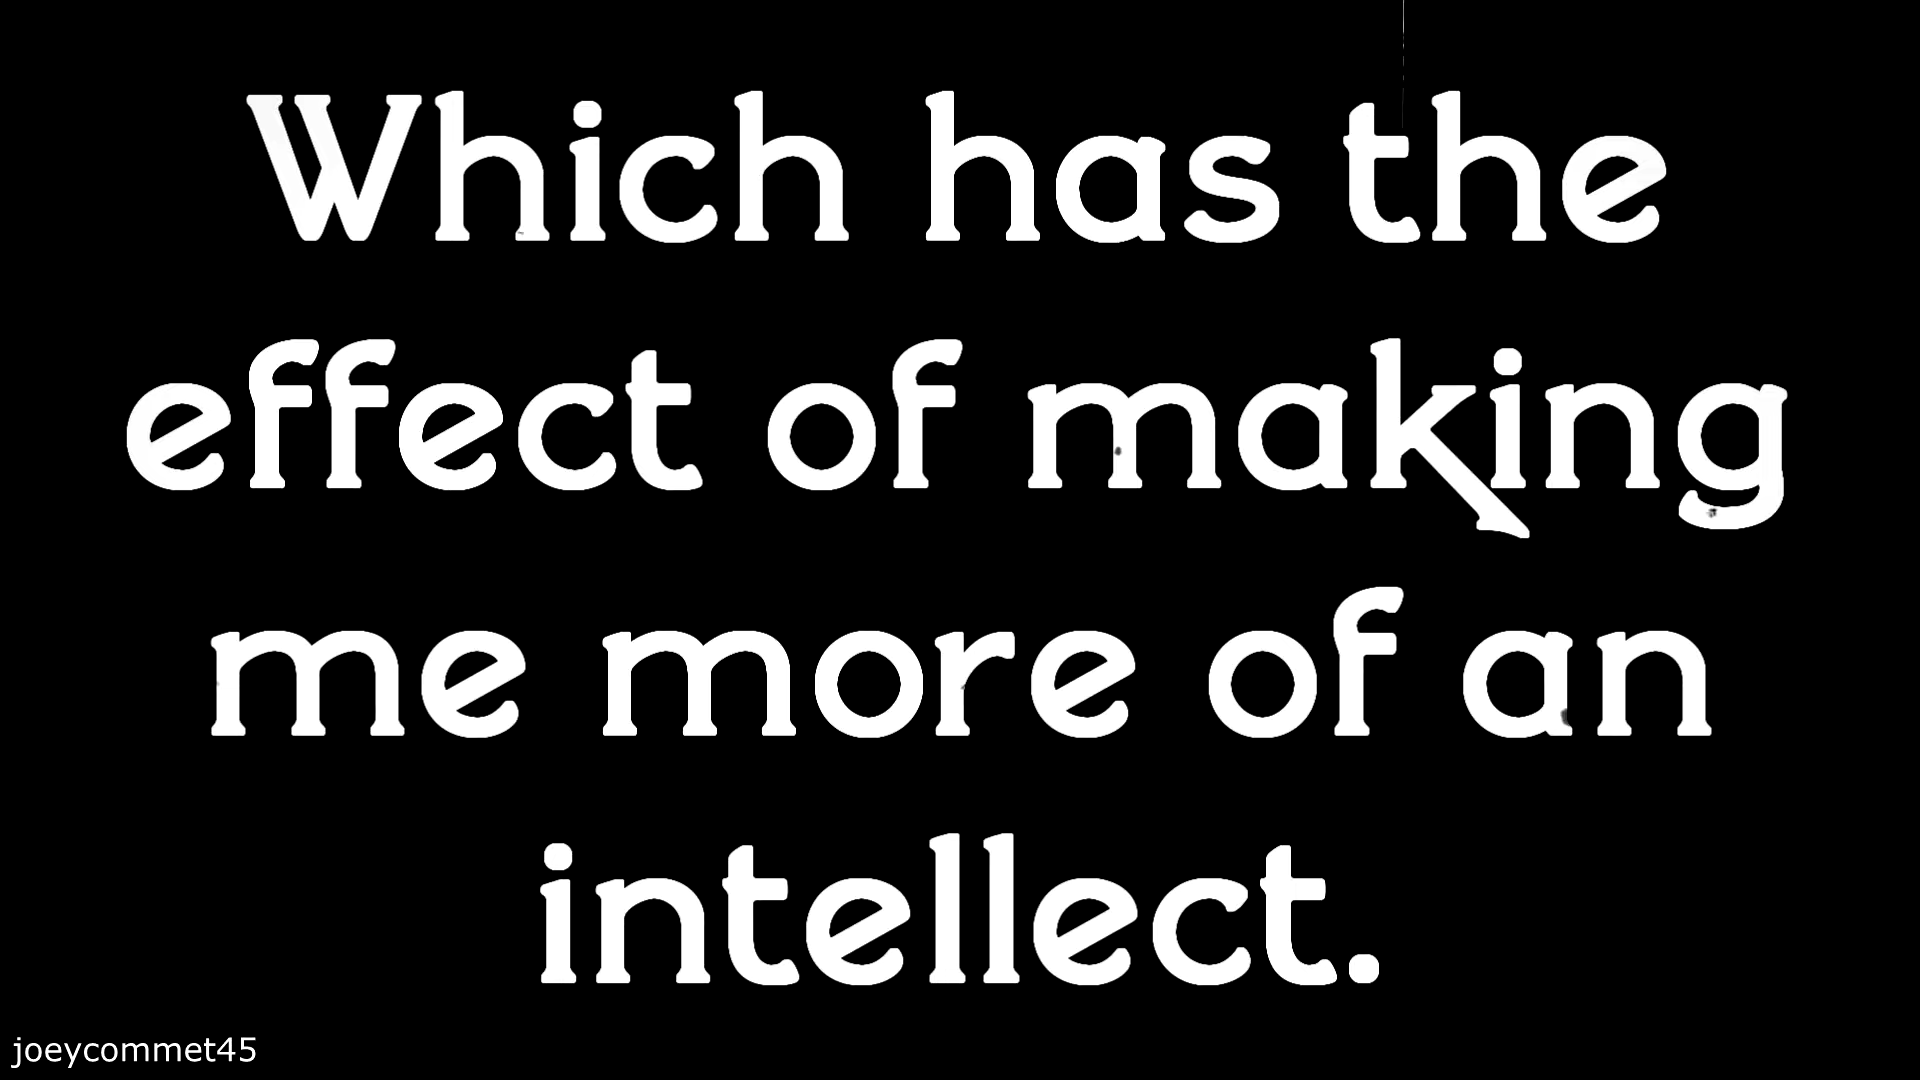 Which has the
effect of making
me more of an
intellect.
joeycommet45